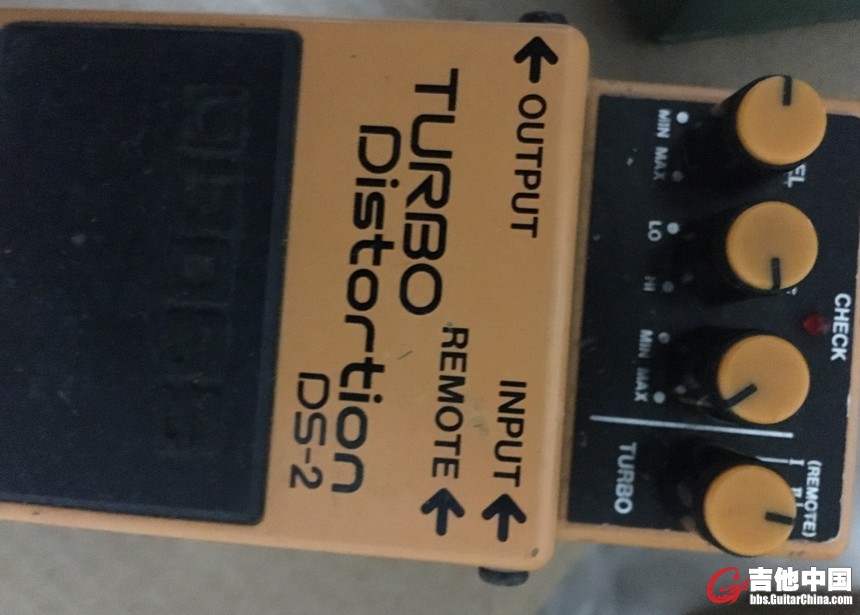 CHECK
(REMOTE)
MIN MAX
LO HI
MIN MAX
TURBO
OUTPUT
INPUT
REMOTE
TURBO
Distortion
DS-2
吉他中国
bbs.GuitarChina.com